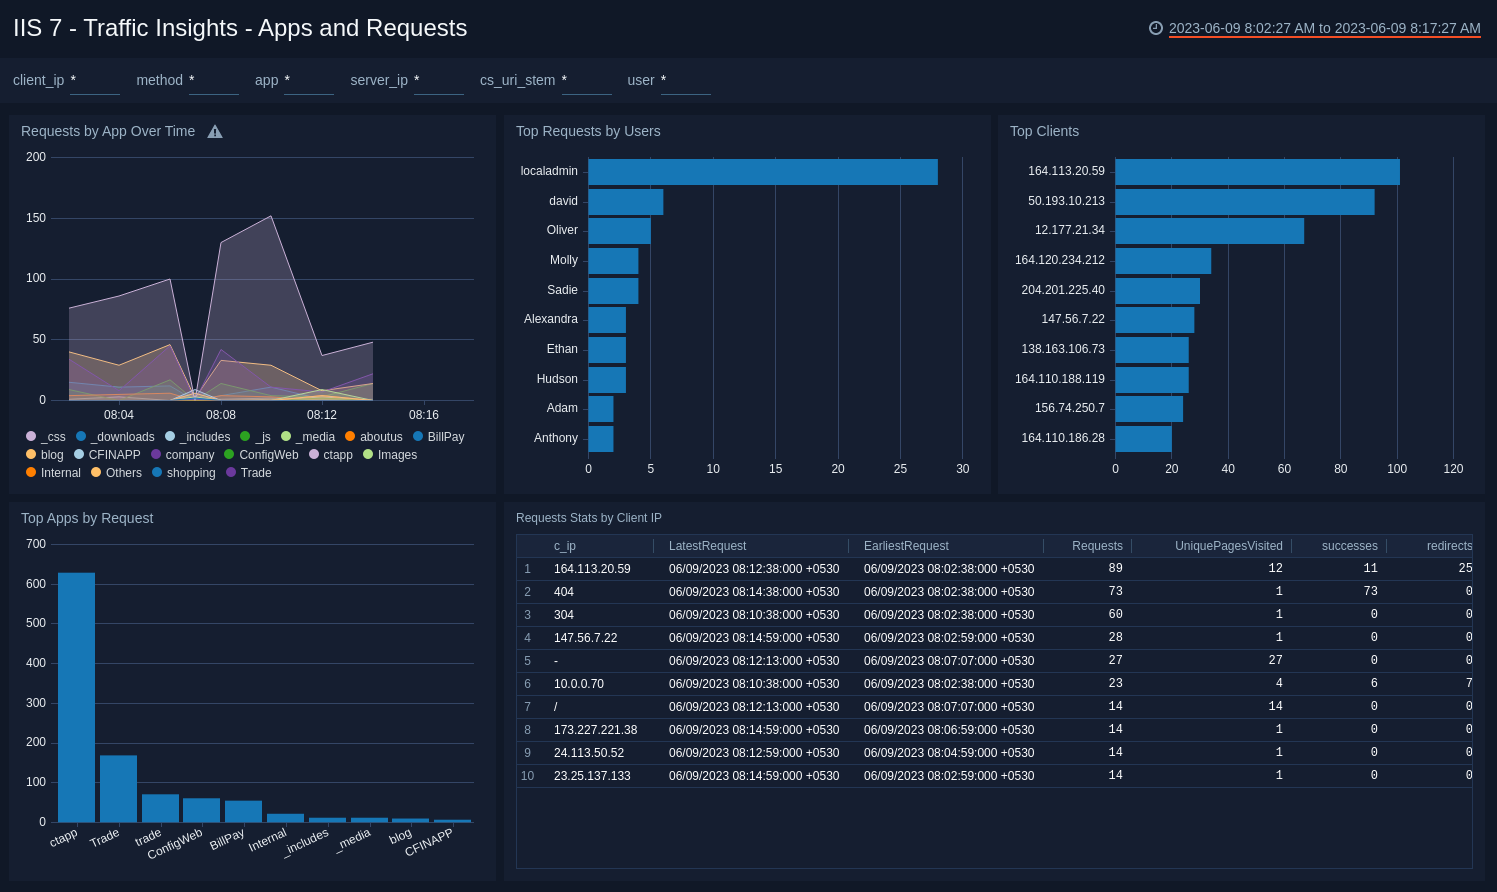 IIS 7 - Traffic Insights - Apps and Requests
2023-06-09 8:02:27 AM to 2023-06-09 8:17:27 AM
client_ip * method * app * server_ip * cs_uri_stem * user *
Requests by App Over Time
200
150
100
50
0
08:04 08:08 08:12 08:16
_css _downloads _includes _js _media aboutus BillPay
blog CFINAPP company ConfigWeb ctapp Images
Internal Others shopping Trade
Top Requests by Users
localadmin
david
Oliver
Molly
Sadie
Alexandra
Ethan
Hudson
Adam
Anthony
0 5 10 15 20 25 30
Top Clients
164.113.20.59
50.193.10.213
12.177.21.34
164.120.234.212
204.201.225.40
147.56.7.22
138.163.106.73
164.110.188.119
156.74.250.7
164.110.186.28
0 20 40 60 80 100 120
Top Apps by Request
700
600
500
400
300
200
100
0
ctapp Trade trade ConfigWeb BillPay Internal _includes _media blog CFINAPP
Requests Stats by Client IP
c_ip LatestRequest EarliestRequest Requests UniquePagesVisited successes redirects
1 164.113.20.59 06/09/2023 08:12:38:000 +0530 06/09/2023 08:02:38:000 +0530 89 12 11 25
2 404 06/09/2023 08:14:38:000 +0530 06/09/2023 08:02:38:000 +0530 73 1 73 0
3 304 06/09/2023 08:10:38:000 +0530 06/09/2023 08:02:38:000 +0530 60 1 0 0
4 147.56.7.22 06/09/2023 08:14:59:000 +0530 06/09/2023 08:02:59:000 +0530 28 1 0 0
5 - 06/09/2023 08:12:13:000 +0530 06/09/2023 08:07:07:000 +0530 27 27 0 0
6 10.0.0.70 06/09/2023 08:10:38:000 +0530 06/09/2023 08:02:38:000 +0530 23 4 6 7
7 / 06/09/2023 08:12:13:000 +0530 06/09/2023 08:07:07:000 +0530 14 14 0 0
8 173.227.221.38 06/09/2023 08:14:59:000 +0530 06/09/2023 08:06:59:000 +0530 14 1 0 0
9 24.113.50.52 06/09/2023 08:12:59:000 +0530 06/09/2023 08:04:59:000 +0530 14 1 0 0
10 23.25.137.133 06/09/2023 08:14:59:000 +0530 06/09/2023 08:02:59:000 +0530 14 1 0 0